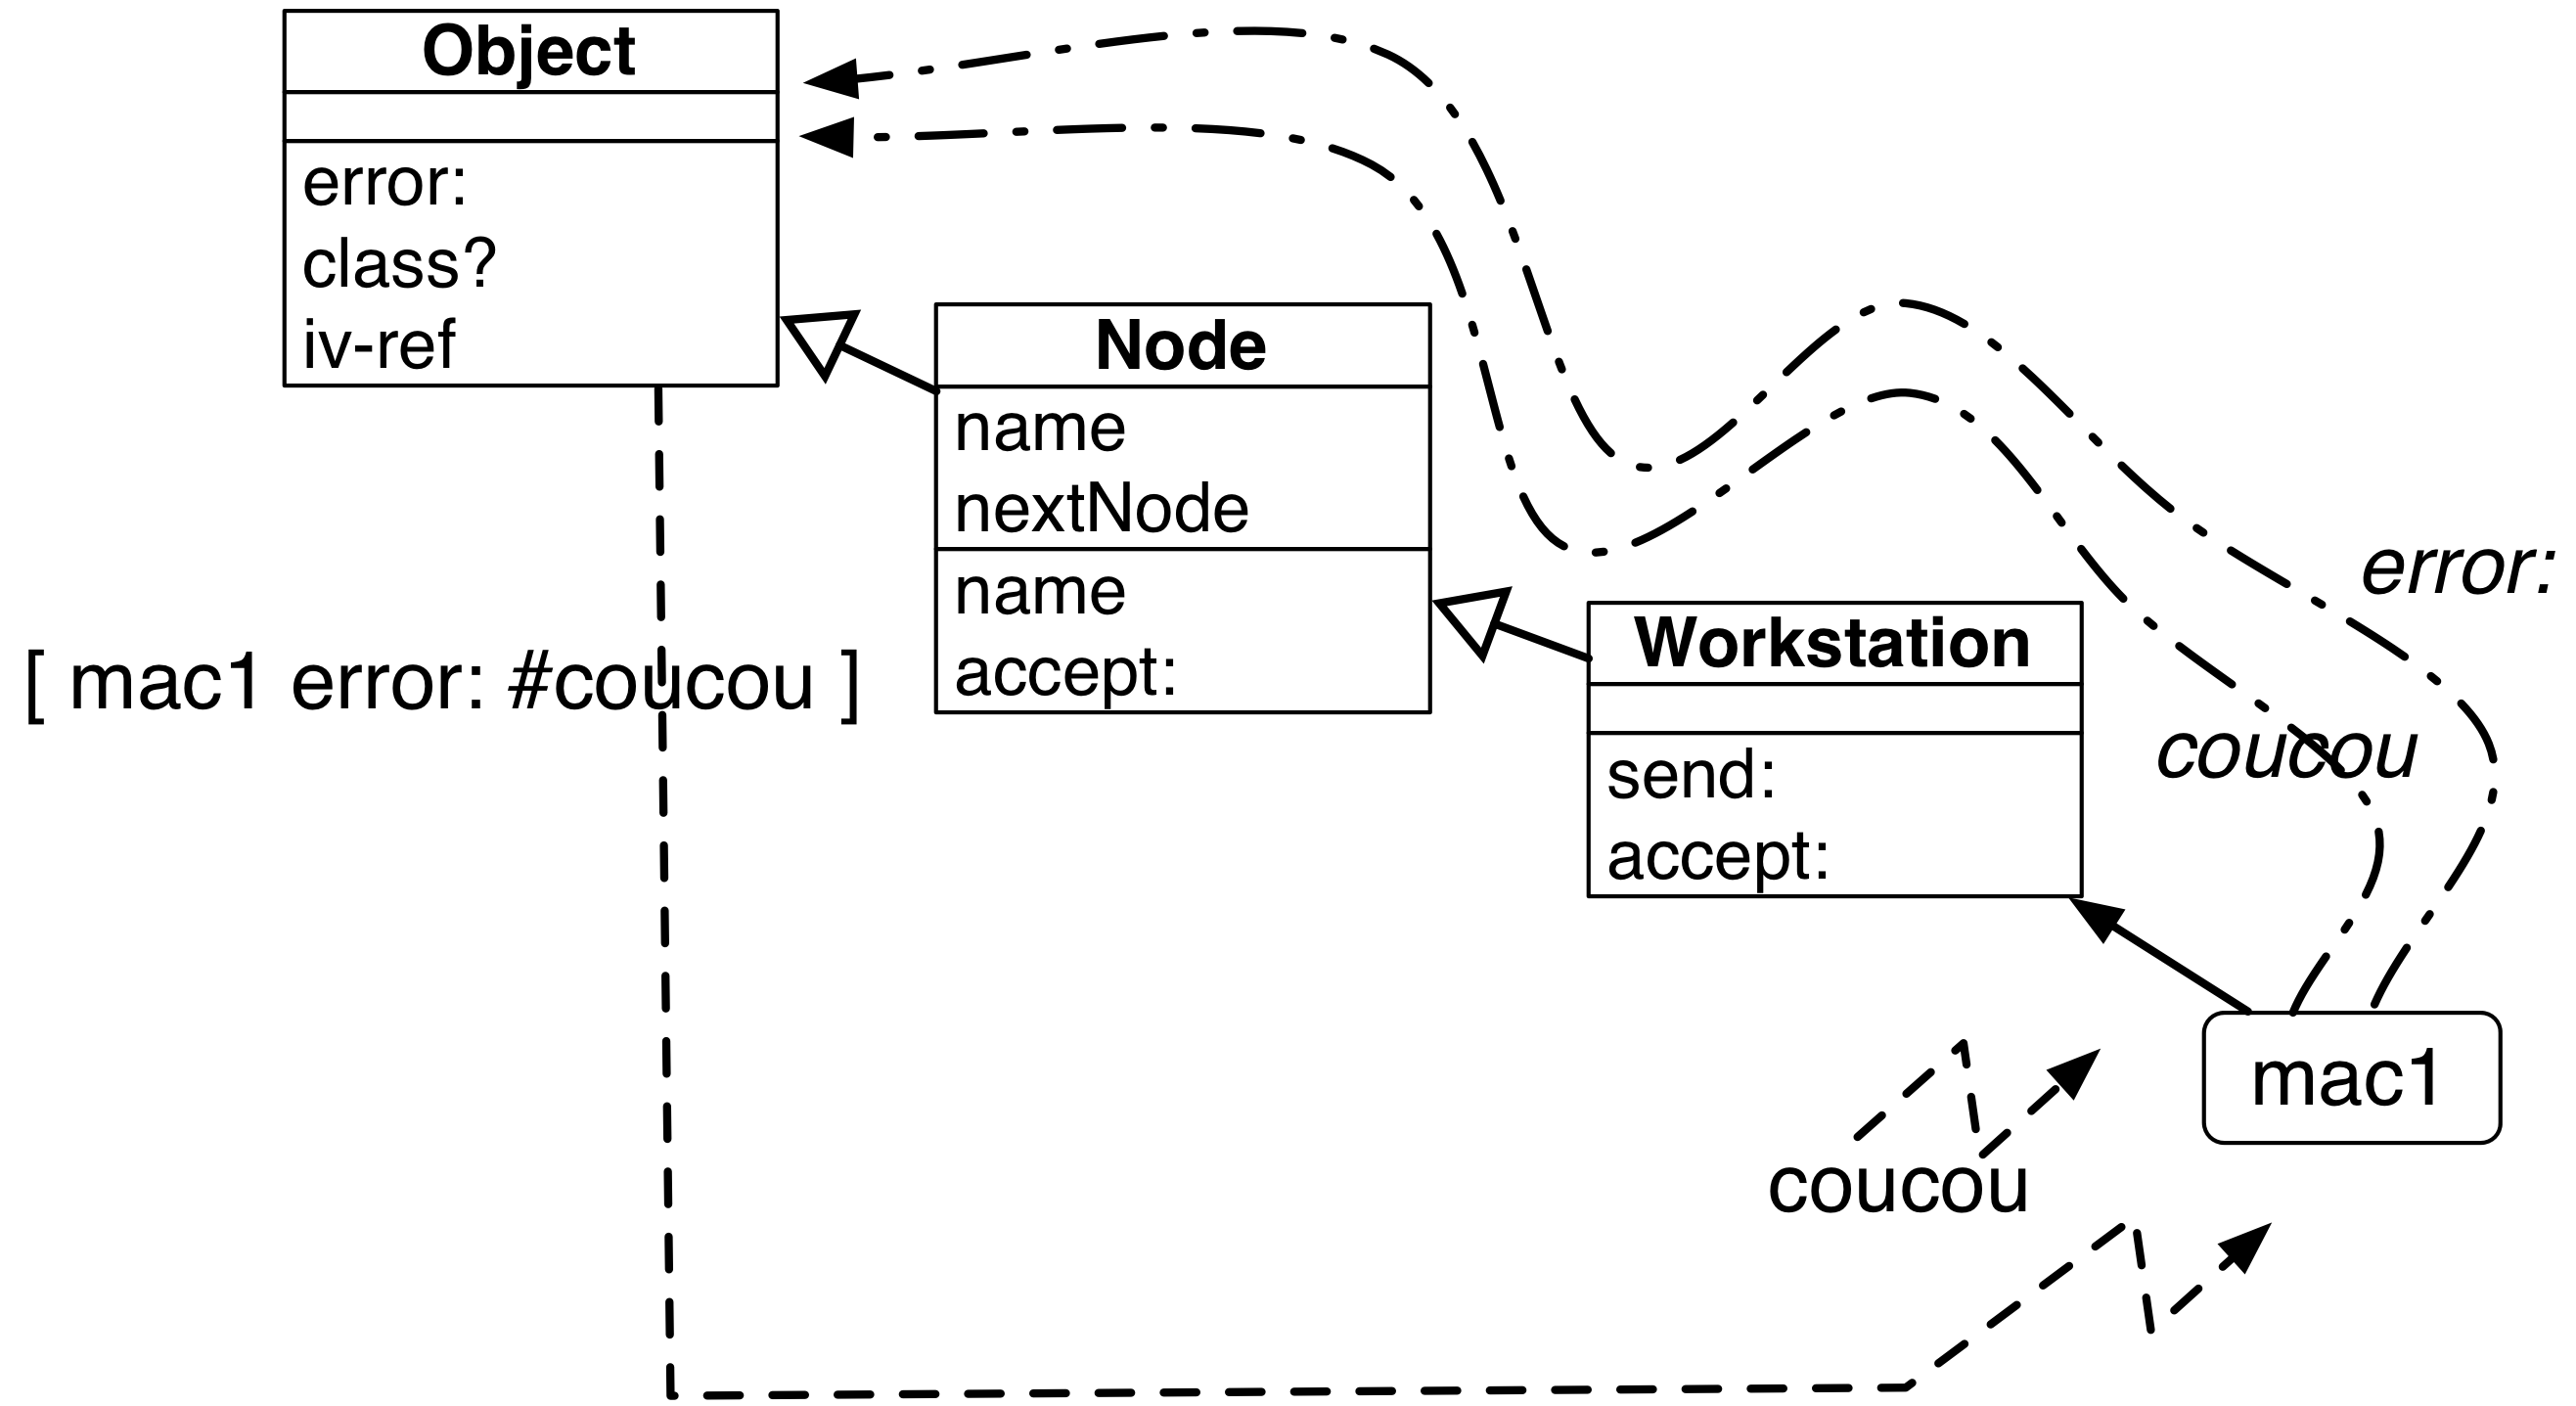 Object
error:
class?
iv-ref
Node
name
nextNode
name
accept:
[ mac1 error: #coucou ]
Workstation
send:
accept:
error:
coucou
mac1
coucou